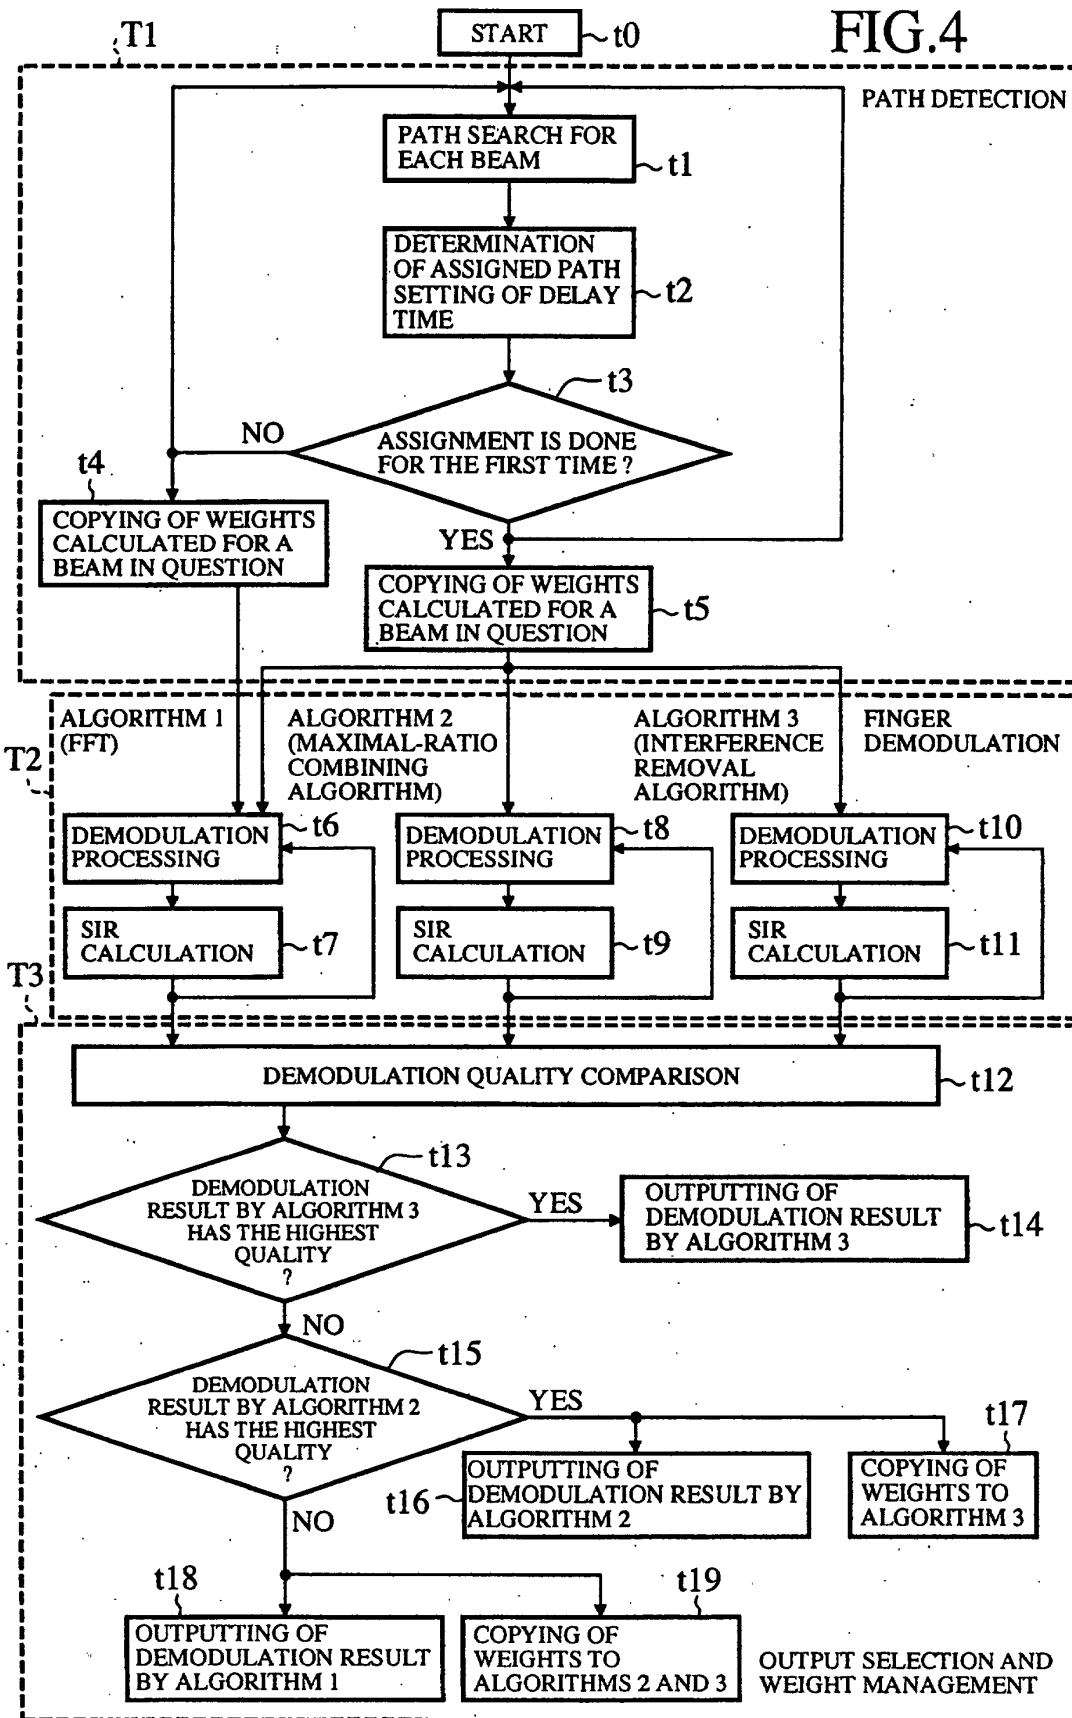 FIG.4
START
t0
T1
PATH DETECTION
PATH SEARCH FOR
EACH BEAM
t1
DETERMINATION
OF ASSIGNED PATH
SETTING OF DELAY
TIME
t2
t3
NO
ASSIGNMENT IS DONE
FOR THE FIRST TIME ?
t4
COPYING OF WEIGHTS
CALCULATED FOR A
BEAM IN QUESTION
YES
COPYING OF WEIGHTS
CALCULATED FOR A
BEAM IN QUESTION
t5
T2
ALGORITHM 1
(FFT)
ALGORITHM 2
(MAXIMAL-RATIO
COMBINING
ALGORITHM)
ALGORITHM 3
(INTERFERENCE
REMOVAL
ALGORITHM)
FINGER
DEMODULATION
DEMODULATION
PROCESSING
t6
DEMODULATION
PROCESSING
t8
DEMODULATION
PROCESSING
t10
SIR
CALCULATION
t7
SIR
CALCULATION
t9
SIR
CALCULATION
t11
T3
DEMODULATION QUALITY COMPARISON
t12
t13
DEMODULATION
RESULT BY ALGORITHM 3
HAS THE HIGHEST
QUALITY
?
YES
OUTPUTTING OF
DEMODULATION RESULT
BY ALGORITHM 3
t14
NO
t15
DEMODULATION
RESULT BY ALGORITHM 2
HAS THE HIGHEST
QUALITY
?
YES
t16
OUTPUTTING OF
DEMODULATION RESULT BY
ALGORITHM 2
t17
COPYING OF
WEIGHTS TO
ALGORITHM 3
NO
t18
OUTPUTTING OF
DEMODULATION RESULT
BY ALGORITHM 1
t19
COPYING OF
WEIGHTS TO
ALGORITHMS 2 AND 3
OUTPUT SELECTION AND
WEIGHT MANAGEMENT